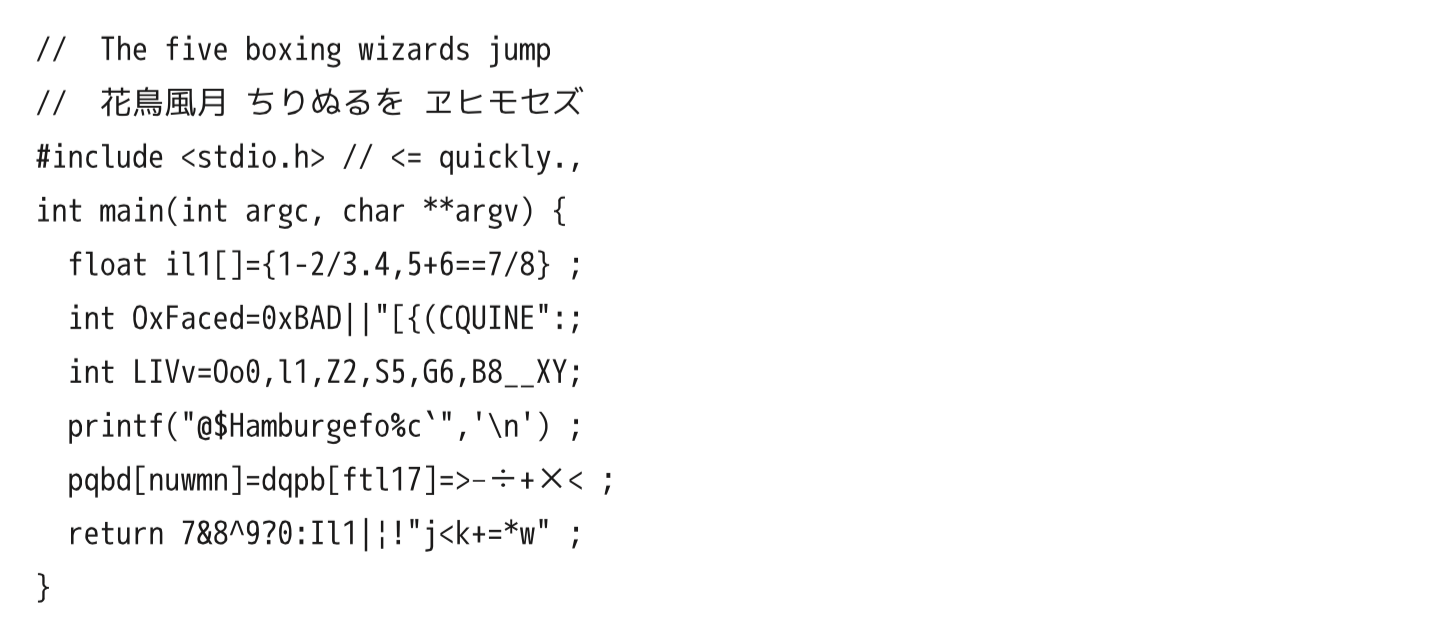 //  The five boxing wizards jump
//  花鳥風月 ちりぬるを ヱヒモセズ
#include <stdio.h> // <= quickly.,
int main(int argc, char **argv) {
  float il1[]={1-2/3.4,5+6==7/8} ;
  int OxFaced=0xBAD||"[{(CQUINE":;
  int LIVv=Oo0,l1,Z2,S5,G6,B8__XY;
  printf("@$Hamburgefo%c`",'\n') ;
  pqbd[nuwmn]=dqpb[ftl17]=>-÷+×< ;
  return 7&8^9?0:Il1|¦!"j<k+=*w" ;
}